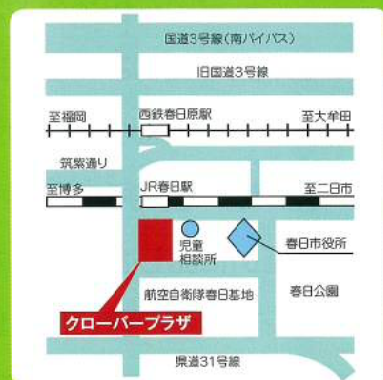 国道3号線(南バイパス)
旧国道3号線
至福岡
西鉄春日原駅
至大牟田
筑紫通り
至博多
JR春日駅
至二日市
児童
相談所
春日市役所
航空自衛隊春日基地
春日公園
クローバープラザ
県道31号線